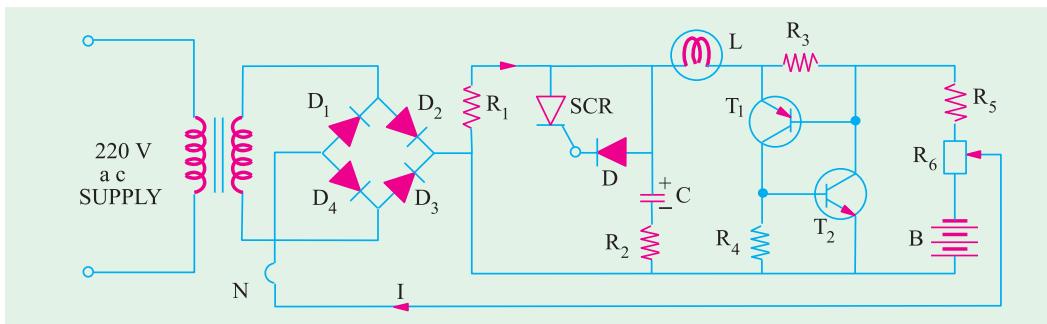 220 V
a c
SUPPLY
D1
D2
D4
D3
N
I
R1
SCR
D
+
−
C
R2
L
R3
T1
T2
R4
R5
R6
B